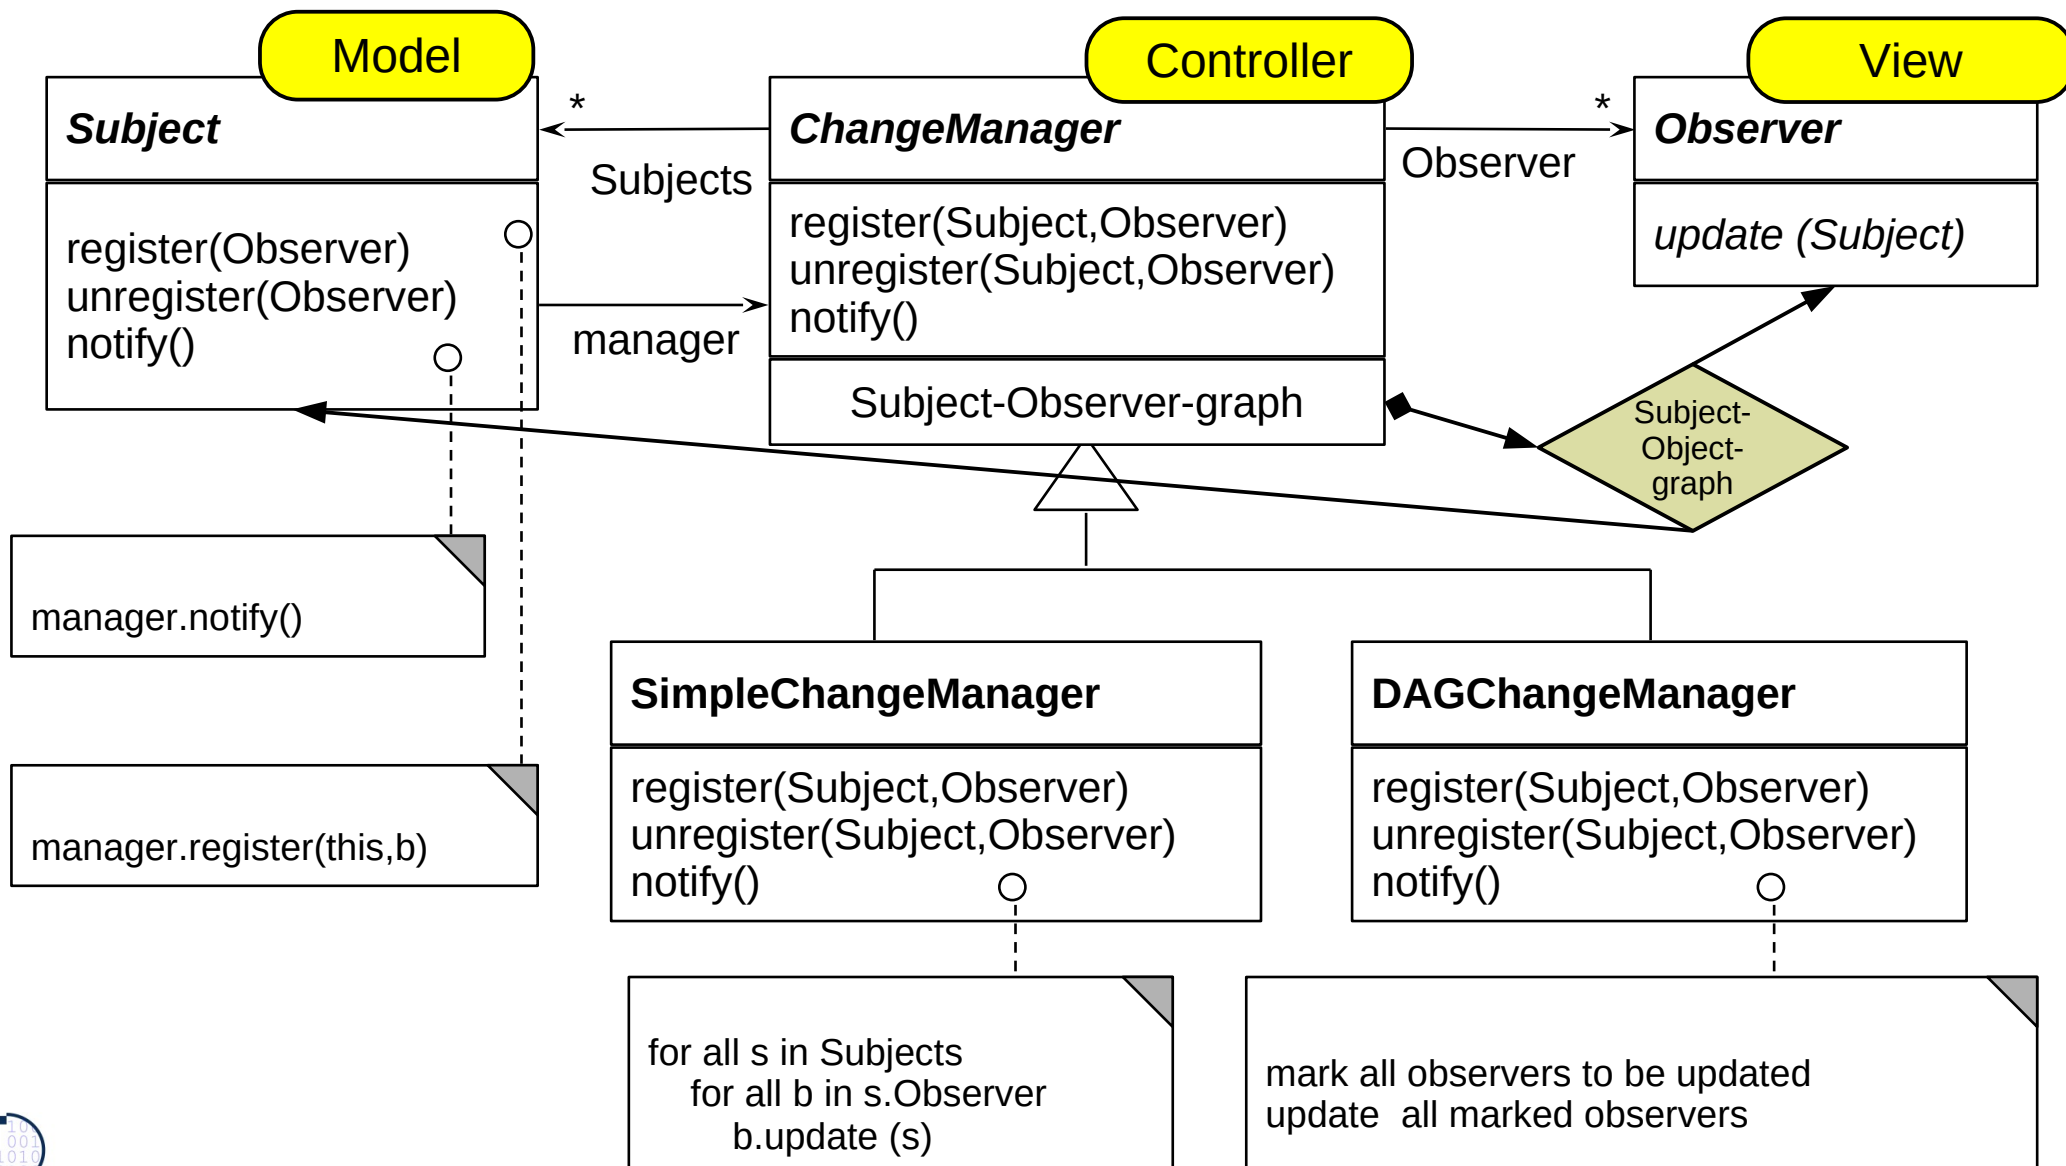 Model
Controller
View
Subject
*
ChangeManager
*
Observer
Subjects
Observer
register(Observer)
unregister(Observer)
notify()
manager
register(Subject,Observer)
unregister(Subject,Observer)
notify()
update (Subject)
Subject-Observer-graph
Subject-
Object-
graph
manager.notify()
manager.register(this,b)
SimpleChangeManager
register(Subject,Observer)
unregister(Subject,Observer)
notify()
DAGChangeManager
register(Subject,Observer)
unregister(Subject,Observer)
notify()
for all s in Subjects
for all b in s.Observer
b.update (s)
mark all observers to be updated
update  all marked observers
001
1010